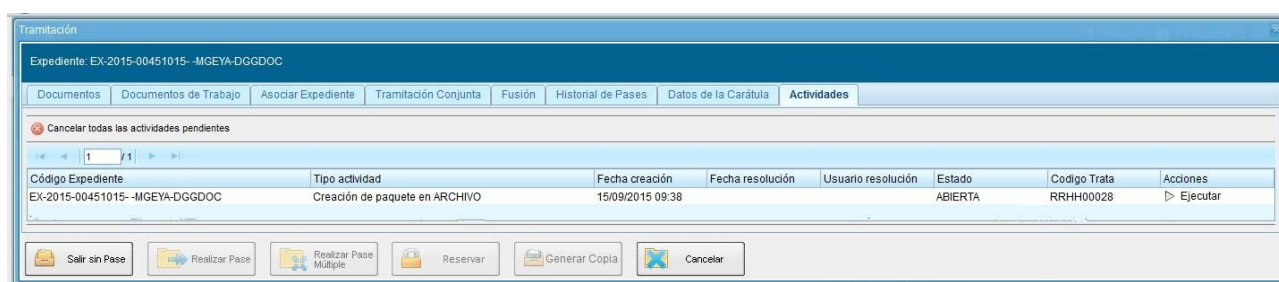 Tramitación
Expediente: EX-2015-00451015- -MGEYA-DGGDOC
Documentos Documentos de Trabajo Asociar Expediente Tramitación Conjunta Fusión Historial de Pases Datos de la Carátula Actividades
Cancelar todas las actividades pendientes
1 / 1
Código Expediente Tipo actividad Fecha creación Fecha resolución Usuario resolución Estado Codigo Trata Acciones
EX-2015-00451015- -MGEYA-DGGDOC Creación de paquete en ARCHIVO 15/09/2015 09:38 ABIERTA RRHH00028 Ejecutar
Salir sin Pase Realizar Pase Realizar Pase Múltiple Reservar Generar Copia Cancelar